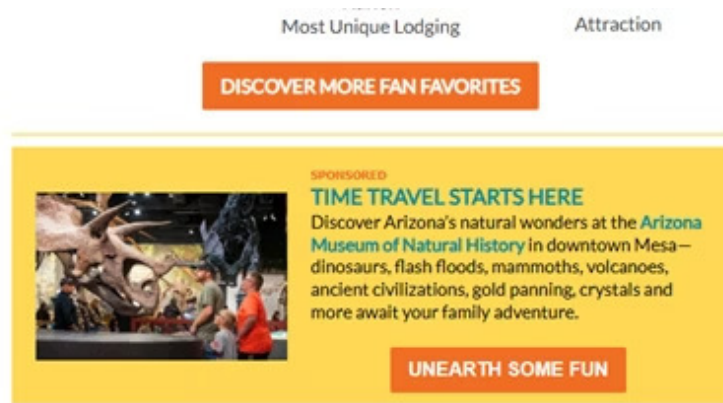 Most Unique Lodging
Attraction
DISCOVER MORE FAN FAVORITES
SPONSORED
TIME TRAVEL STARTS HERE
Discover Arizona's natural wonders at the Arizona
Museum of Natural History in downtown Mesa—
dinosaurs, flash floods, mammoths, volcanoes,
ancient civilizations, gold panning, crystals and
more await your family adventure.
UNEARTH SOME FUN